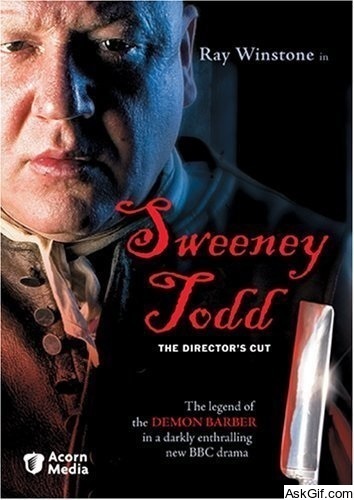 Ray Winstone in
Sweeney
Todd
THE DIRECTOR'S CUT
The legend of
the DEMON BARBER
in a darkly enthralling
new BBC drama
Acorn
Media
AskGif.com